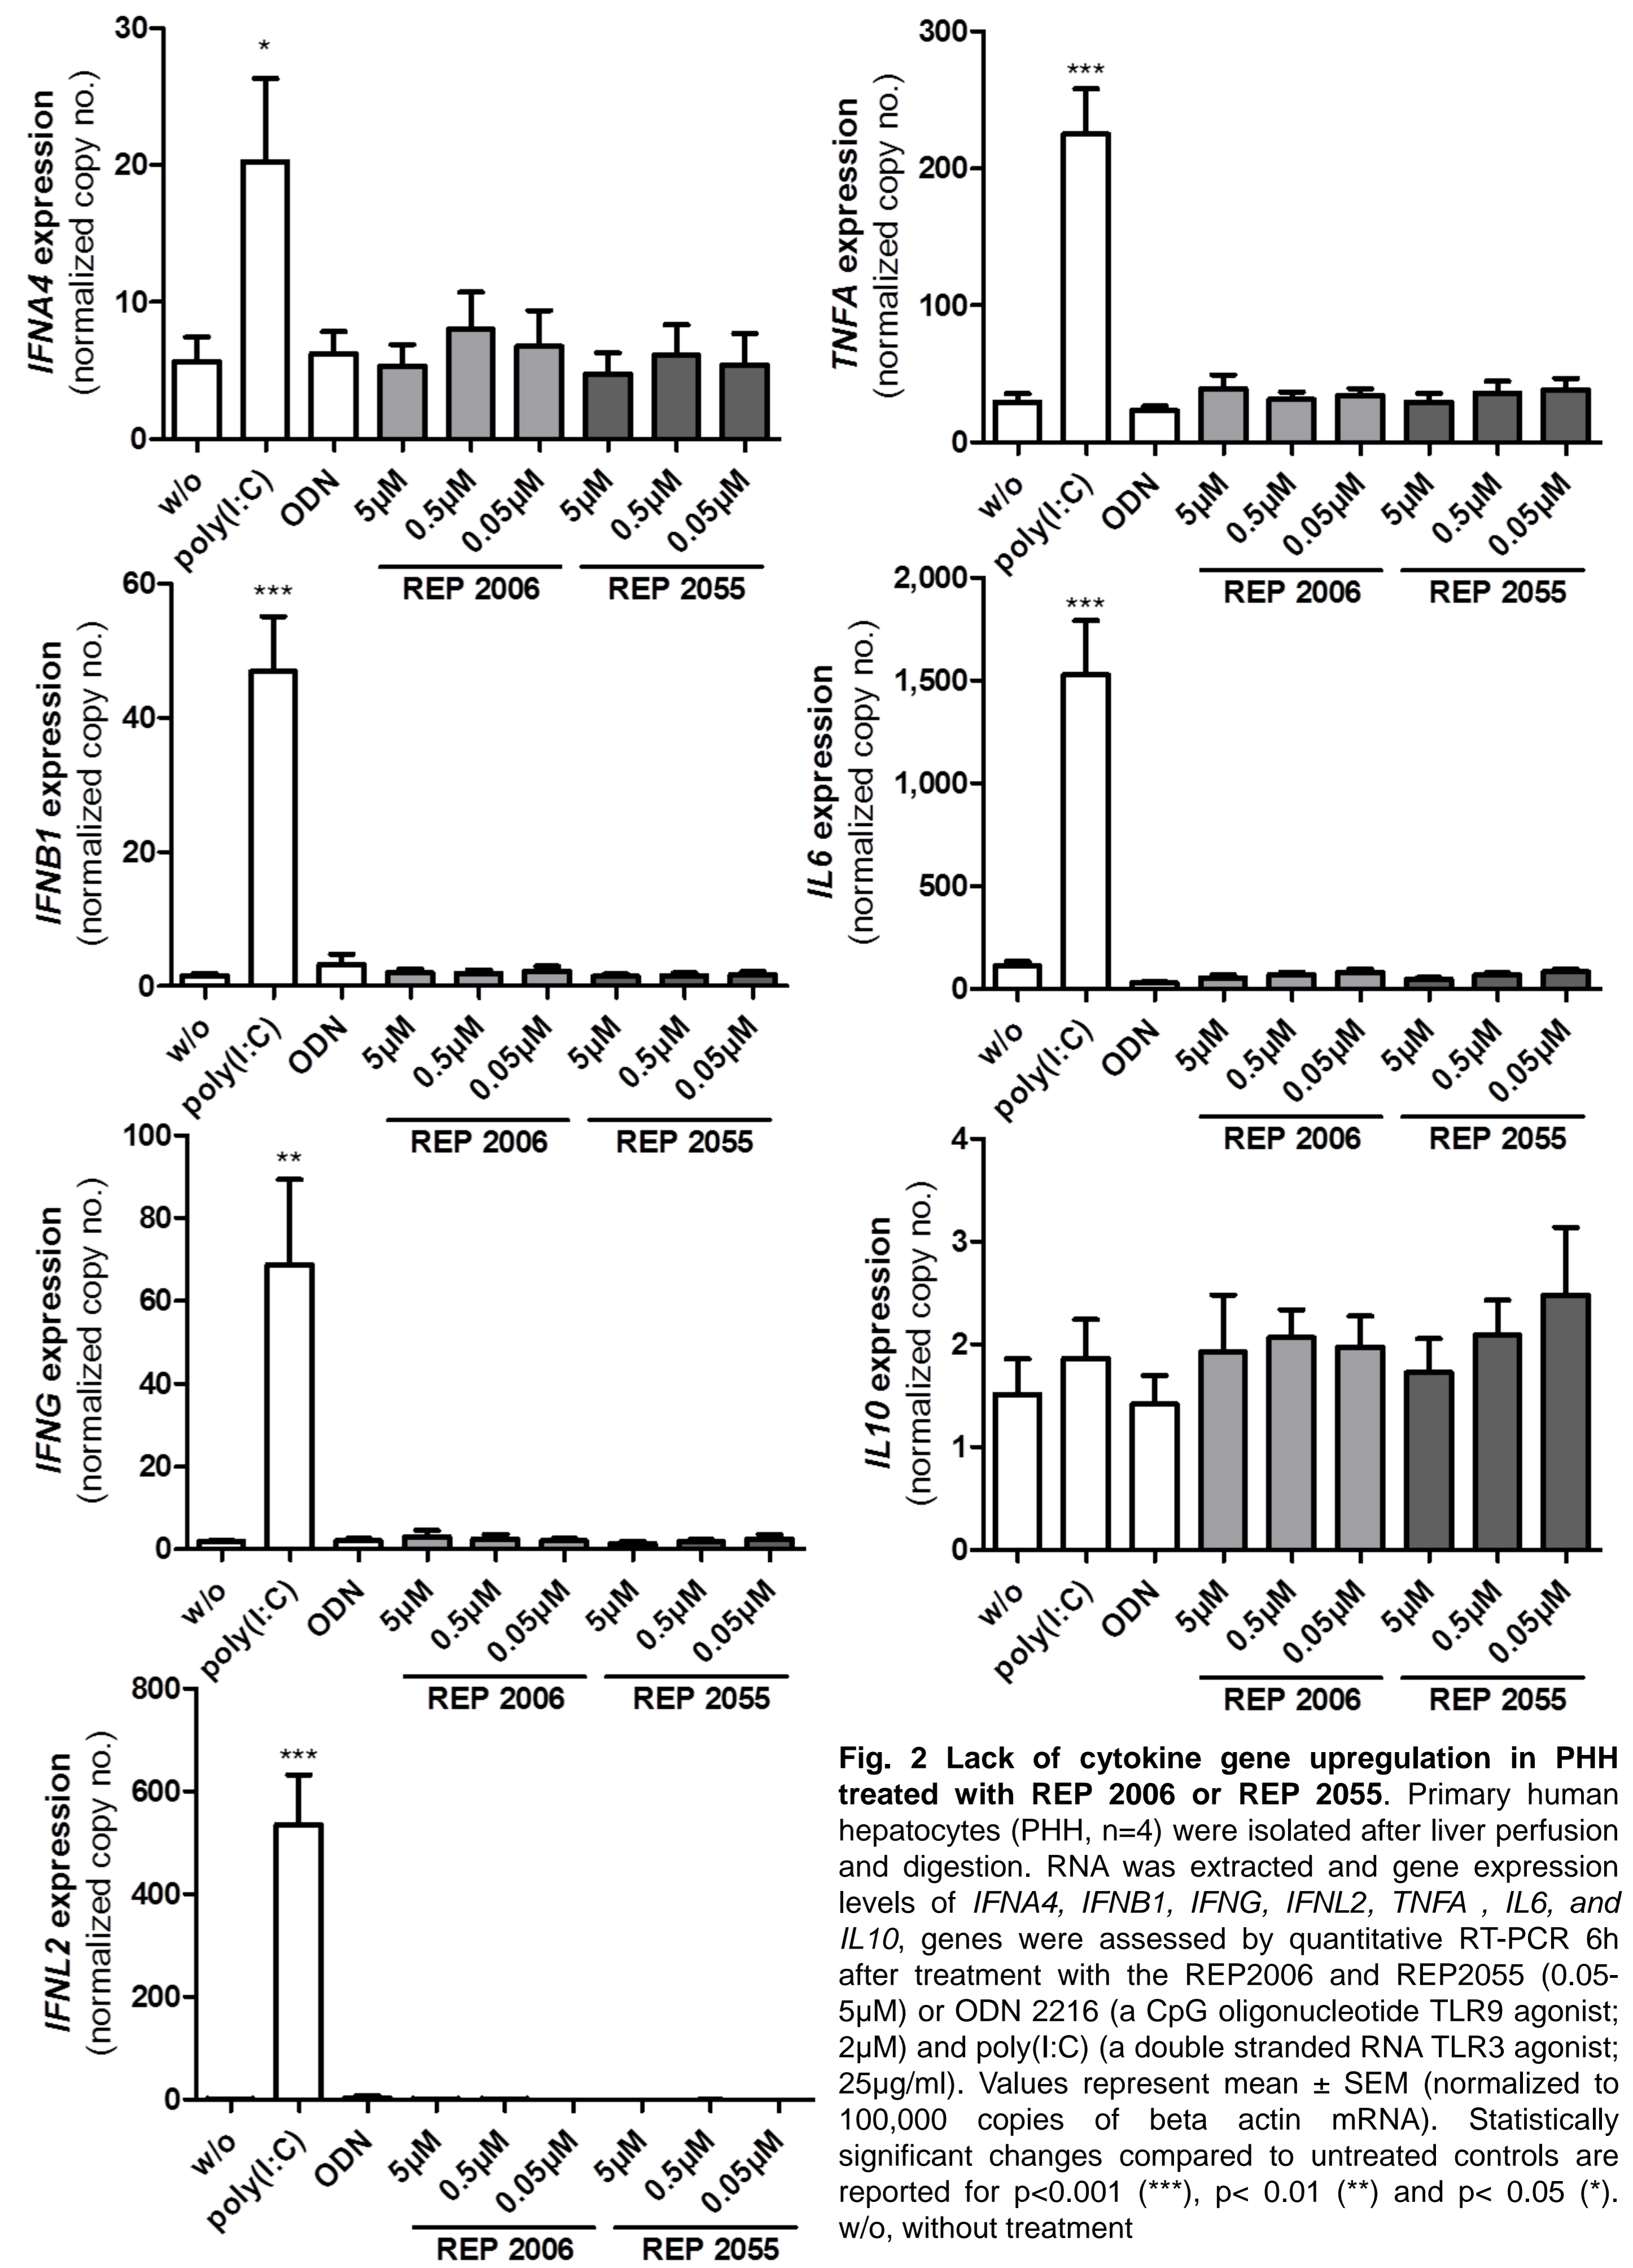 IFNA4 expression
(normalized copy no.)
30
20
10
0
*
w/o
poly(I:C)
ODN
5µM
0.5µM
0.05µM
5µM
0.5µM
0.05µM
REP 2006
REP 2055
TNFA expression
(normalized copy no.)
300
200
100
0
***
w/o
poly(I:C)
ODN
5µM
0.5µM
0.05µM
5µM
0.5µM
0.05µM
REP 2006
REP 2055
IFNB1 expression
(normalized copy no.)
60
40
20
0
***
w/o
poly(I:C)
ODN
5µM
0.5µM
0.05µM
5µM
0.5µM
0.05µM
REP 2006
REP 2055
IL6 expression
(normalized copy no.)
2,000
1,500
1,000
500
0
***
w/o
poly(I:C)
ODN
5µM
0.5µM
0.05µM
5µM
0.5µM
0.05µM
REP 2006
REP 2055
IFNG expression
(normalized copy no.)
100
80
60
40
20
0
**
w/o
poly(I:C)
ODN
5µM
0.5µM
0.05µM
5µM
0.5µM
0.05µM
REP 2006
REP 2055
IL10 expression
(normalized copy no.)
4
3
2
1
0
w/o
poly(I:C)
ODN
5µM
0.5µM
0.05µM
5µM
0.5µM
0.05µM
REP 2006
REP 2055
IFNL2 expression
(normalized copy no.)
800
600
400
200
0
***
w/o
poly(I:C)
ODN
5µM
0.5µM
0.05µM
5µM
0.5µM
0.05µM
REP 2006
REP 2055
Fig. 2 Lack of cytokine gene upregulation in PHH
treated with REP 2006 or REP 2055. Primary human
hepatocytes (PHH, n=4) were isolated after liver perfusion
and digestion. RNA was extracted and gene expression
levels of IFNA4, IFNB1, IFNG, IFNL2, TNFA , IL6, and
IL10, genes were assessed by quantitative RT-PCR 6h
after treatment with the REP2006 and REP2055 (0.05-
5µM) or ODN 2216 (a CpG oligonucleotide TLR9 agonist;
2µM) and poly(I:C) (a double stranded RNA TLR3 agonist;
25µg/ml). Values represent mean ± SEM (normalized to
100,000 copies of beta actin mRNA). Statistically
significant changes compared to untreated controls are
reported for p<0.001 (***), p< 0.01 (**) and p< 0.05 (*).
w/o, without treatment